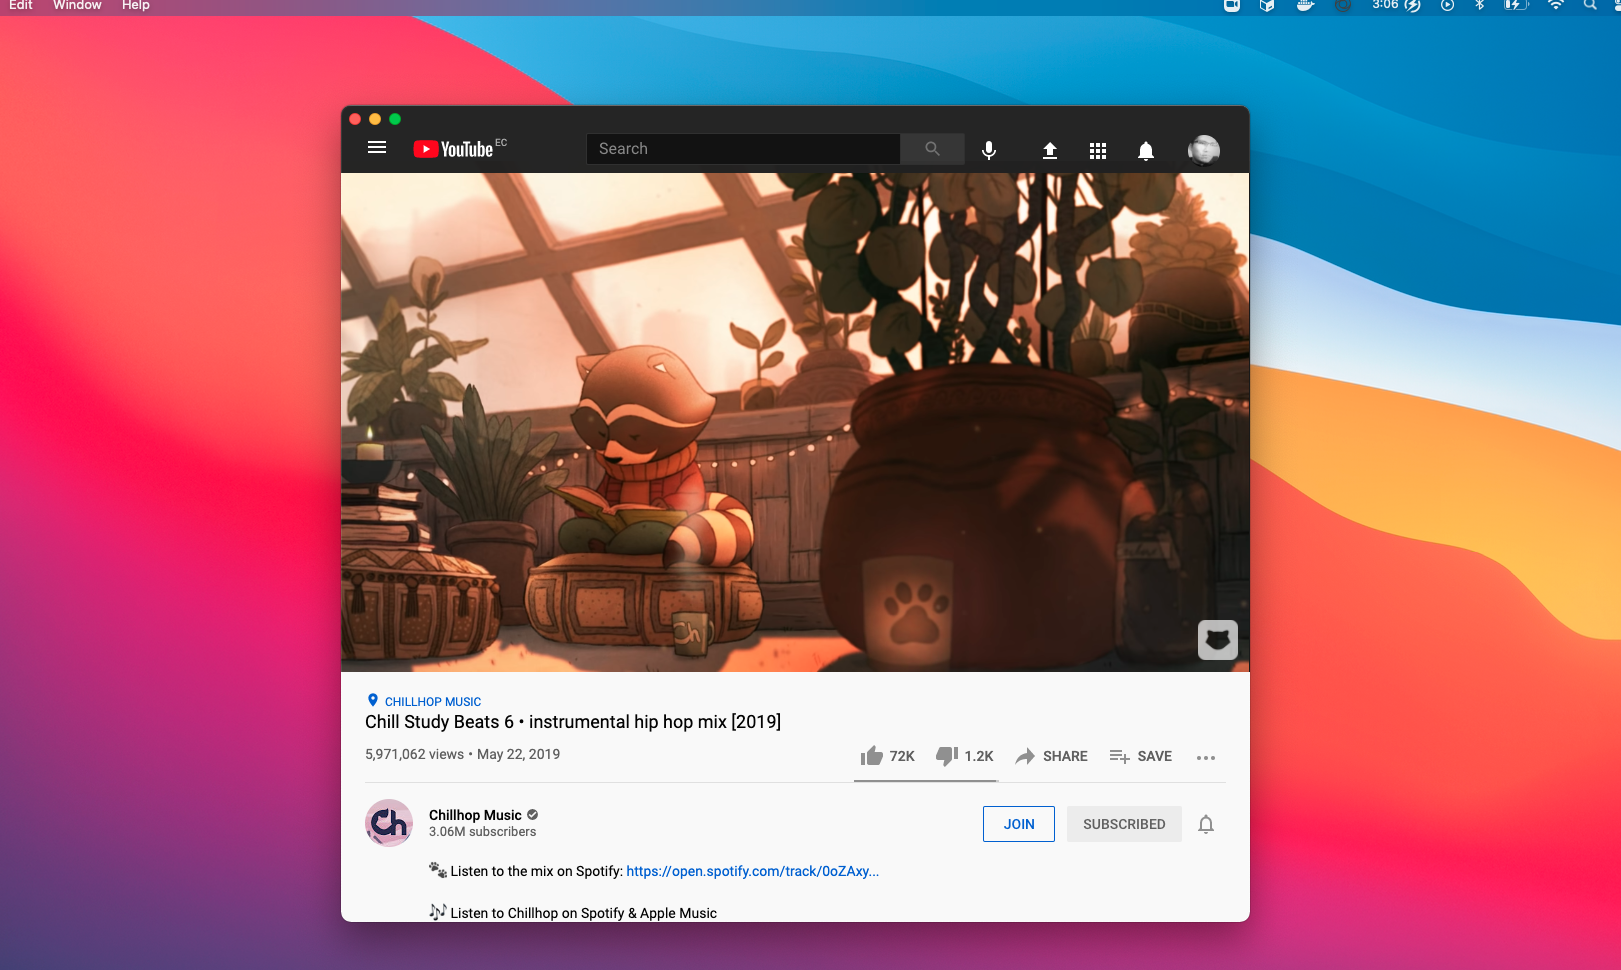 Edit Window Help 3:06
YouTube EC
Search
Ch
CHILLHOP MUSIC
Chill Study Beats 6 • instrumental hip hop mix [2019]
5,971,062 views • May 22, 2019
72K 1.2K SHARE SAVE
Ch
Chillhop Music
3.06M subscribers
JOIN SUBSCRIBED
Listen to the mix on Spotify: https://open.spotify.com/track/0oZAxy...
Listen to Chillhop on Spotify & Apple Music